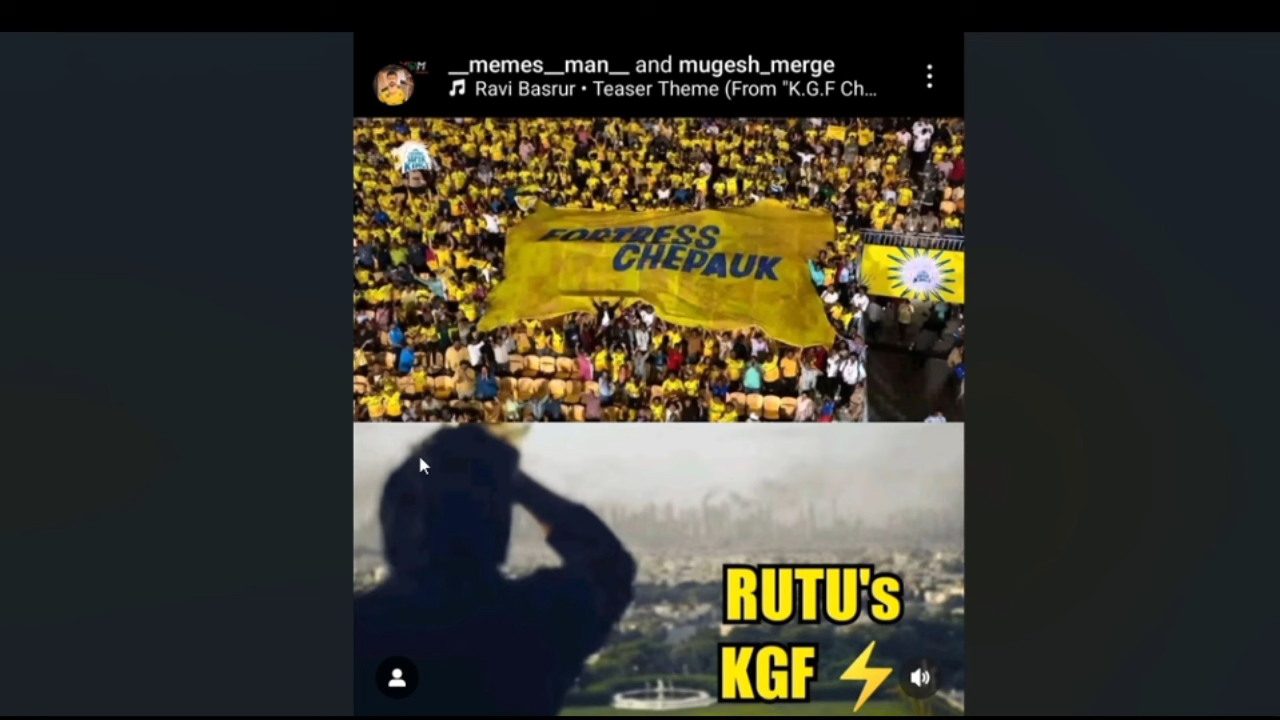 __memes__man__ and mugesh_merge
Ravi Basrur • Teaser Theme (From "K.G.F Ch...
FORTRESS
CHEPAUK
RUTU's
KGF ⚡